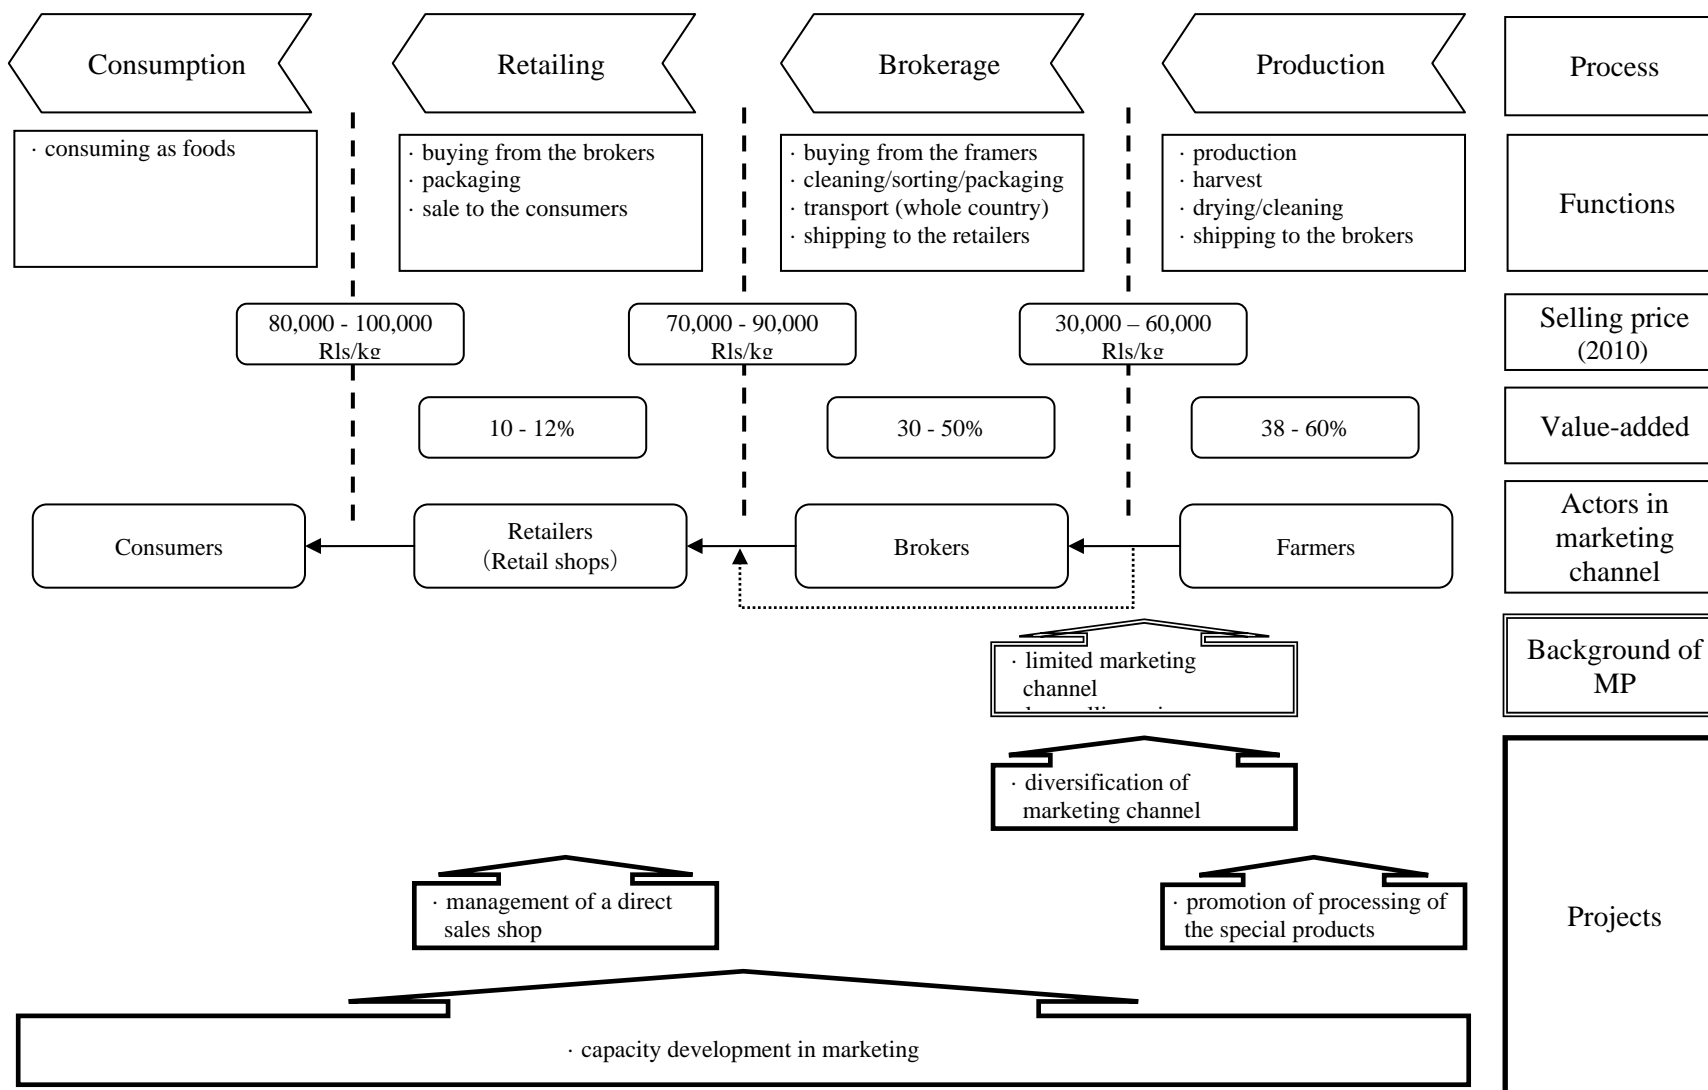 Consumption
Retailing
Brokerage
Production
Process
· consuming as foods
· buying from the brokers
· packaging
· sale to the consumers
· buying from the framers
· cleaning/sorting/packaging
· transport (whole country)
· shipping to the retailers
· production
· harvest
· drying/cleaning
· shipping to the brokers
Functions
80,000 - 100,000
Rls/kg
70,000 - 90,000
Rls/kg
30,000 – 60,000
Rls/kg
Selling price
(2010)
10 - 12%
30 - 50%
38 - 60%
Value-added
Consumers
Retailers
(Retail shops)
Brokers
Farmers
Actors in
marketing
channel
· limited marketing
channel
Background of
MP
· diversification of
marketing channel
· management of a direct
sales shop
· promotion of processing of
the special products
Projects
· capacity development in marketing